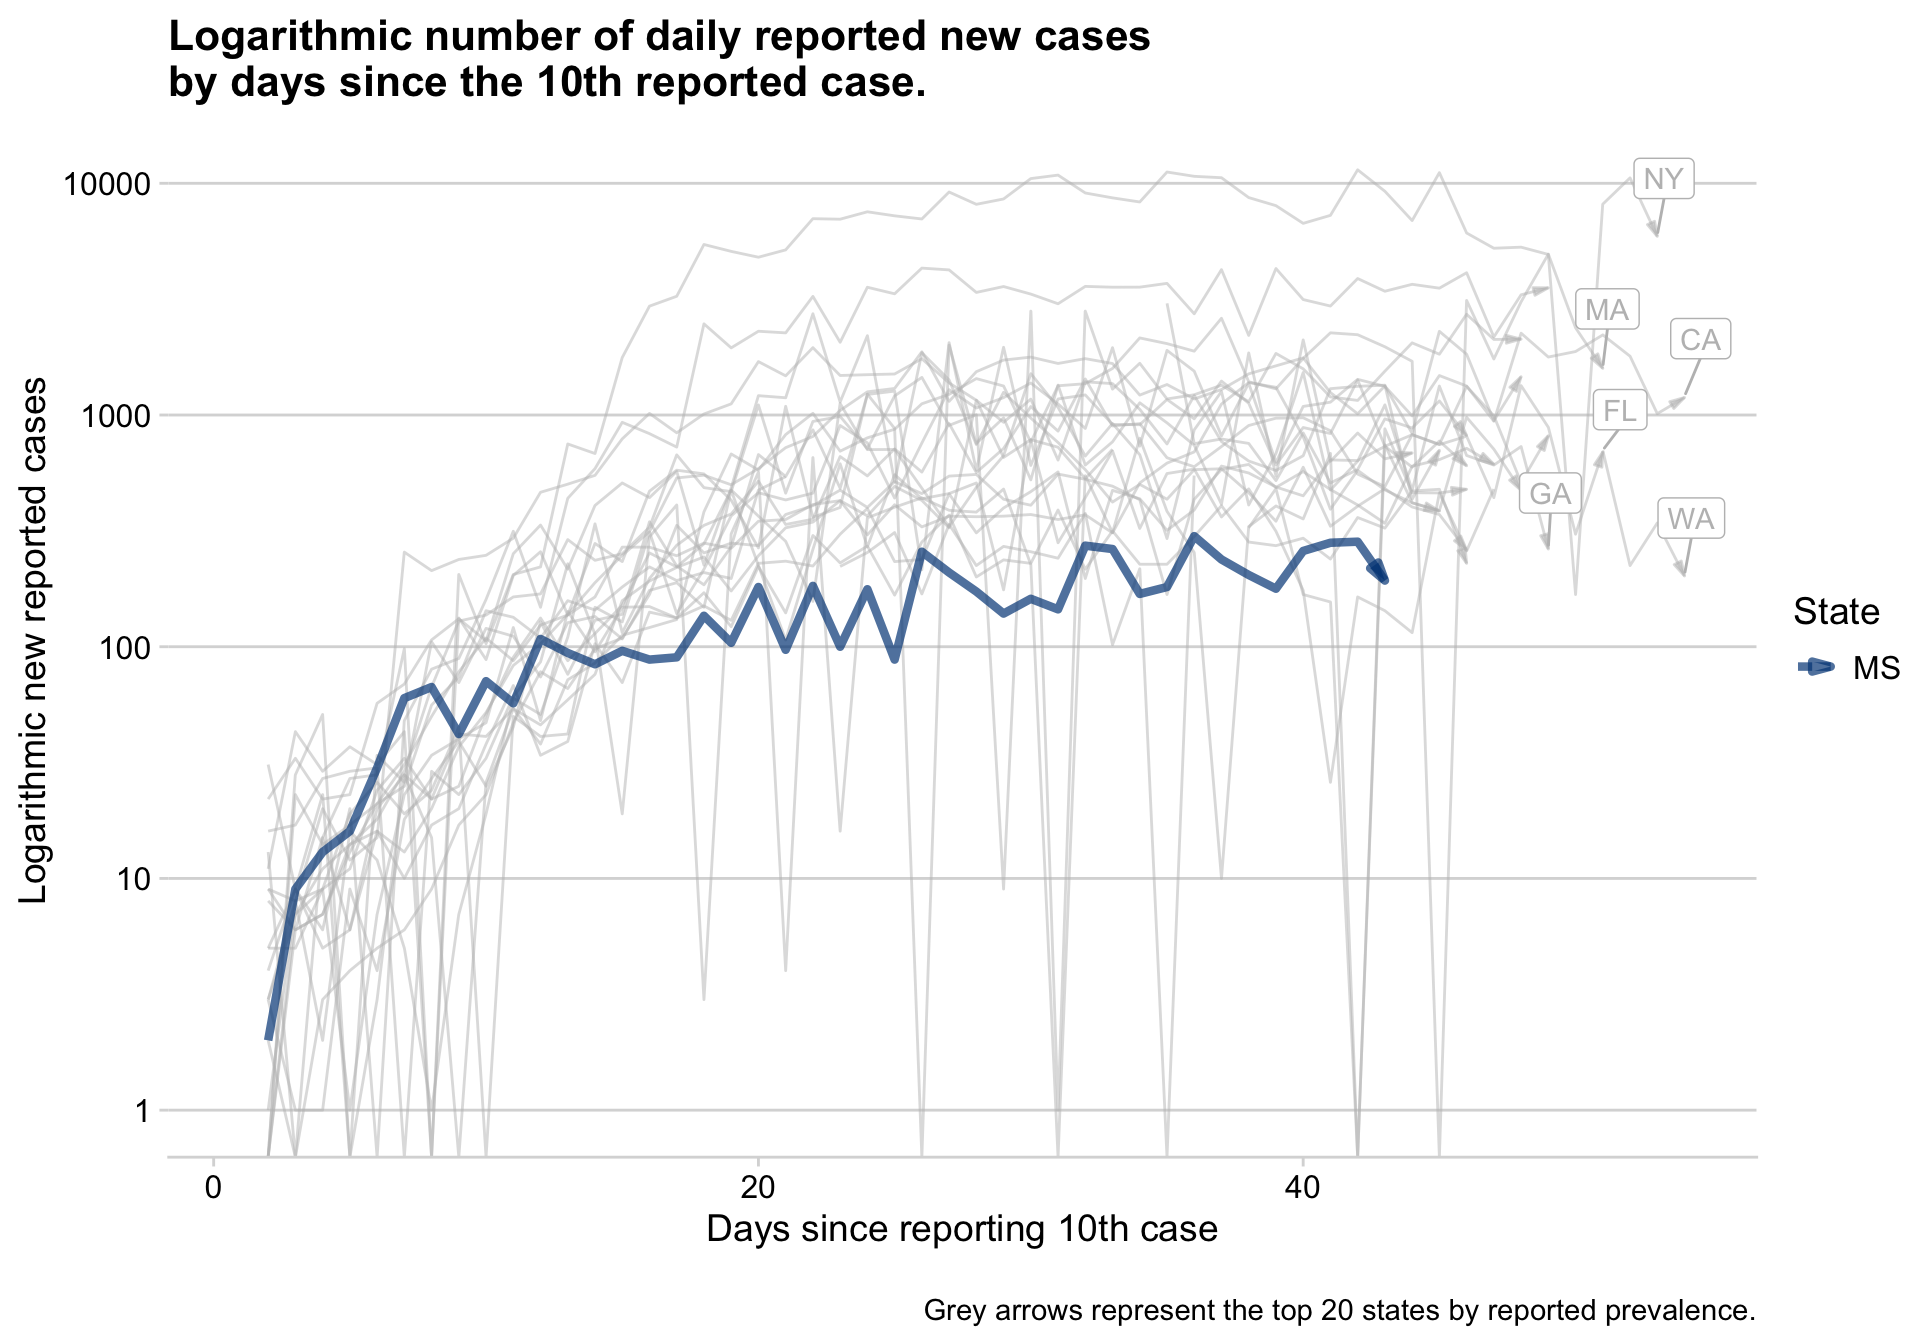 Logarithmic number of daily reported new cases
by days since the 10th reported case.
Logarithmic new reported cases
10000
1000
100
10
1
NY
MA
CA
FL
GA
WA
State
MS
0
20
40
Days since reporting 10th case
Grey arrows represent the top 20 states by reported prevalence.